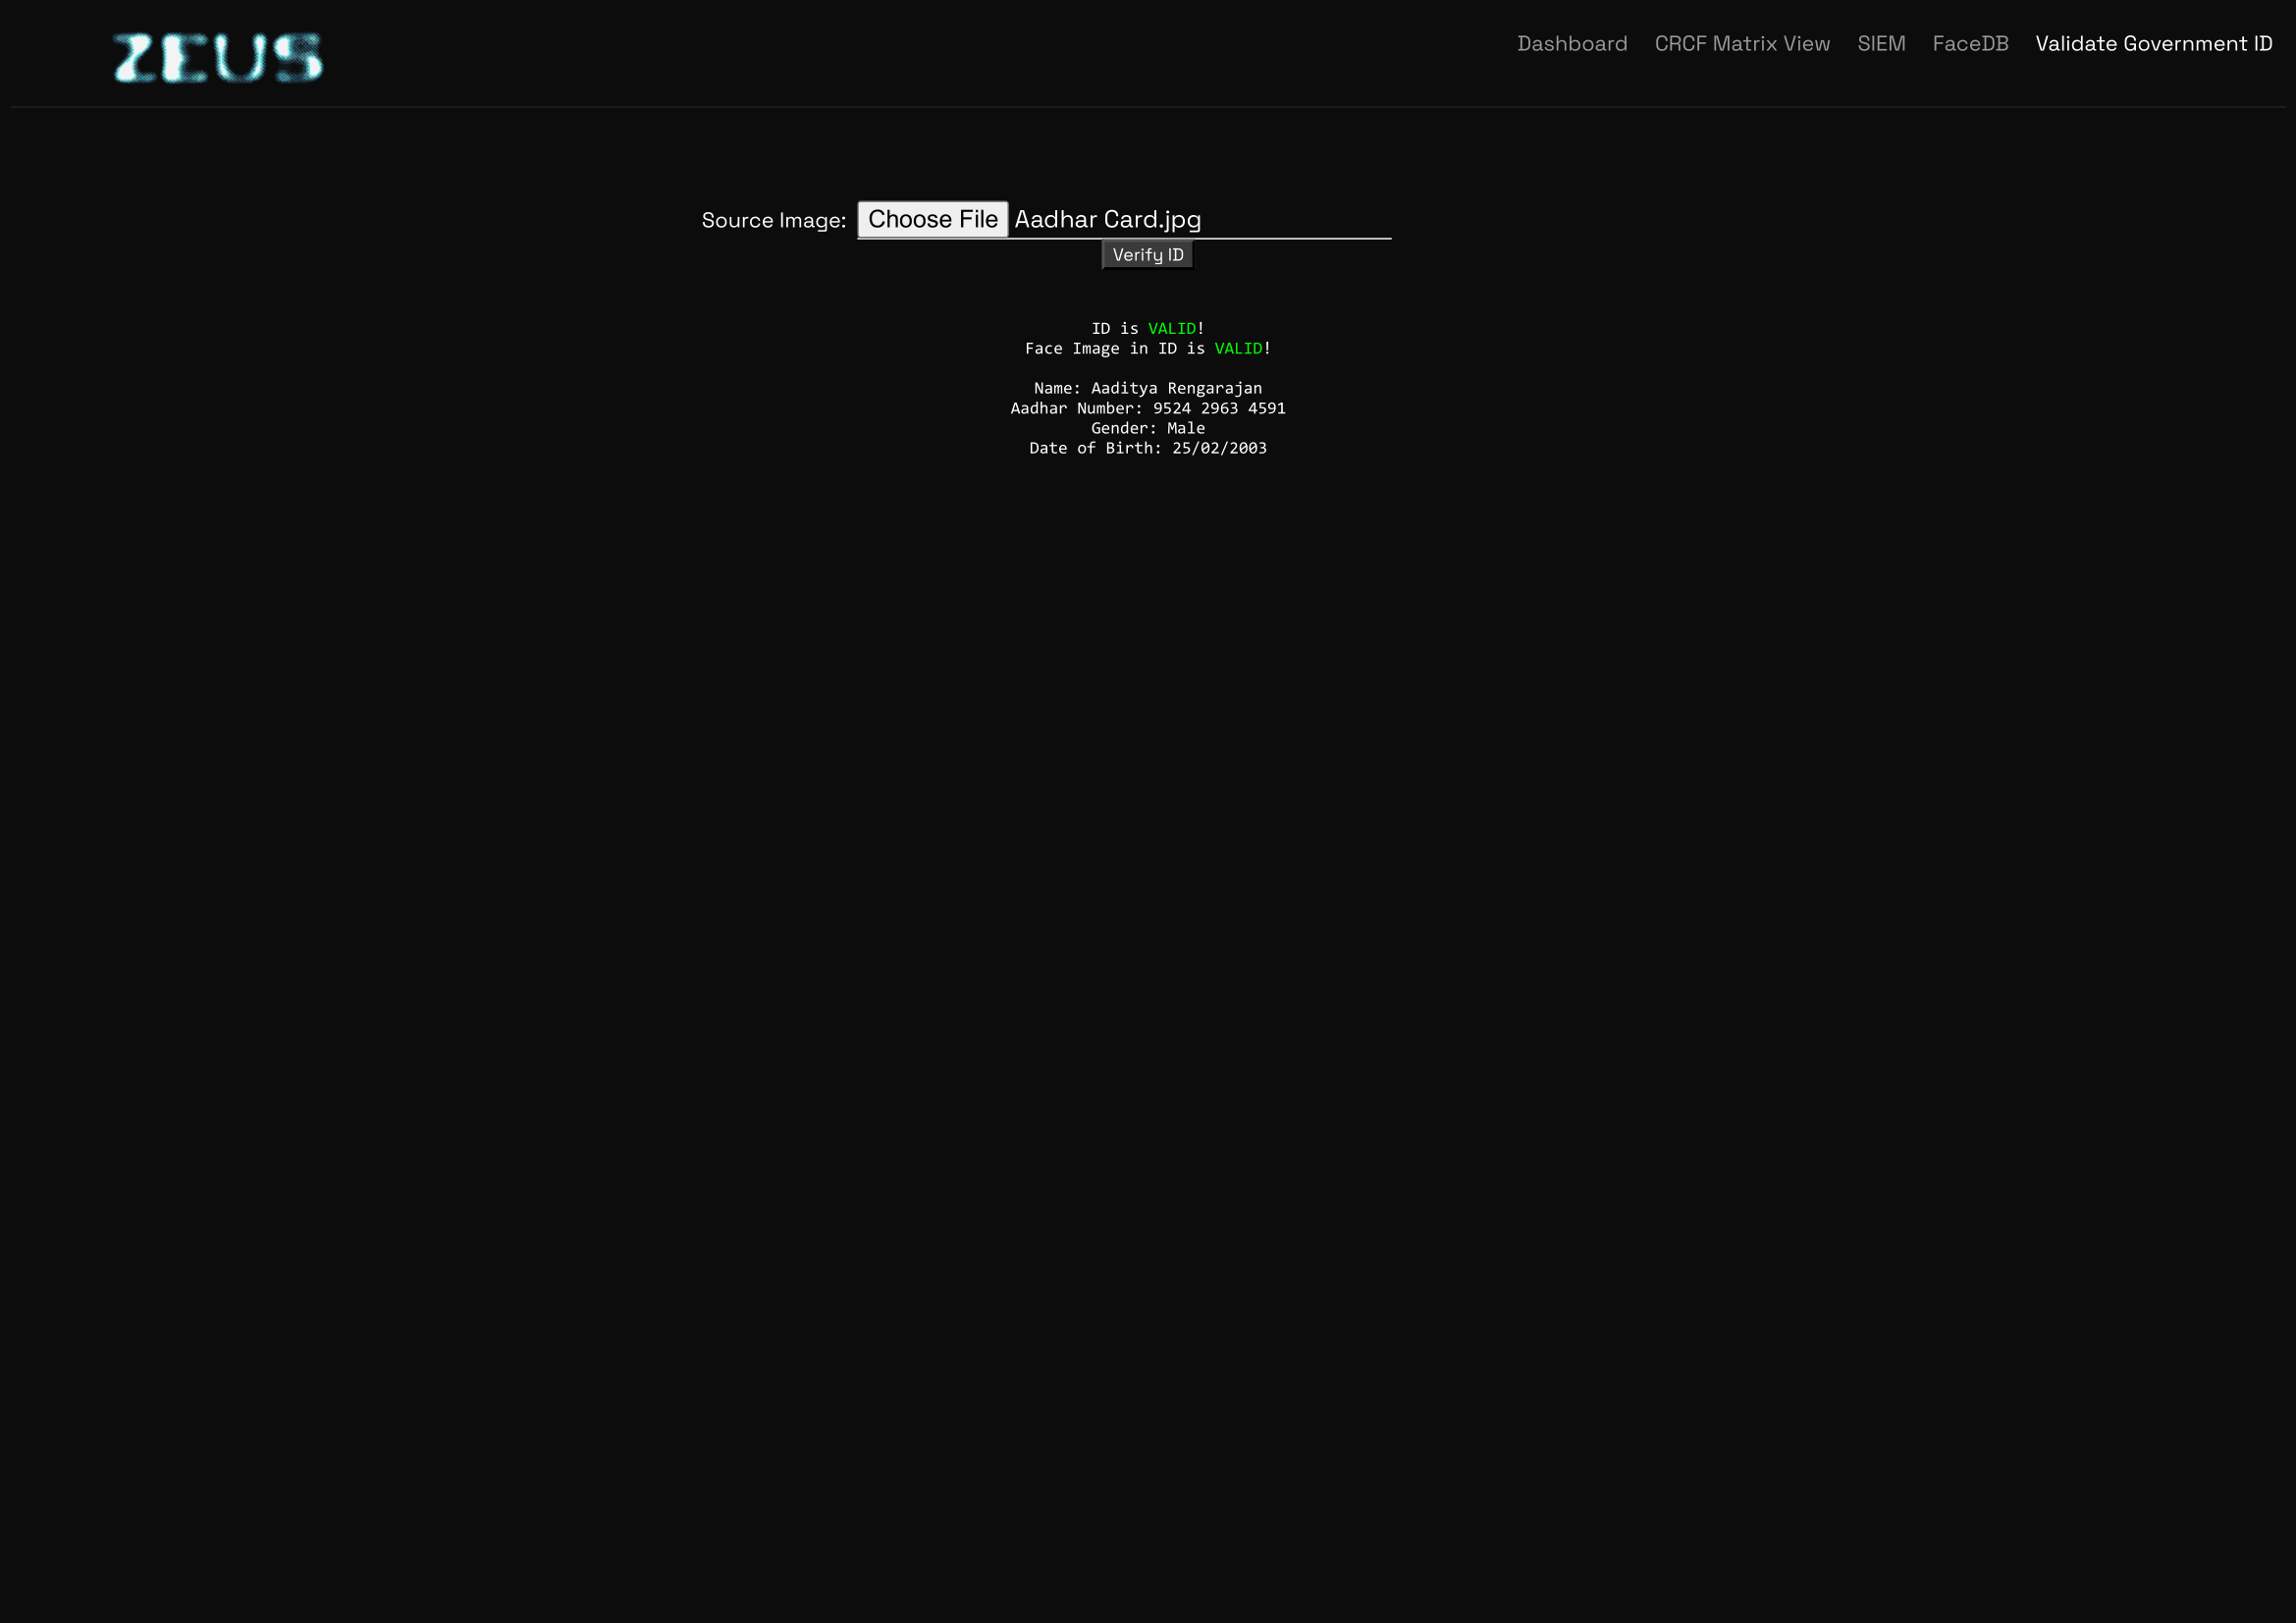 ZEUS
Dashboard CRCF Matrix View SIEM FaceDB Validate Government ID
Source Image: Choose File Aadhar Card.jpg
Verify ID
ID is VALID!
Face Image in ID is VALID!
Name: Aaditya Rengarajan
Aadhar Number: 9524 2963 4591
Gender: Male
Date of Birth: 25/02/2003